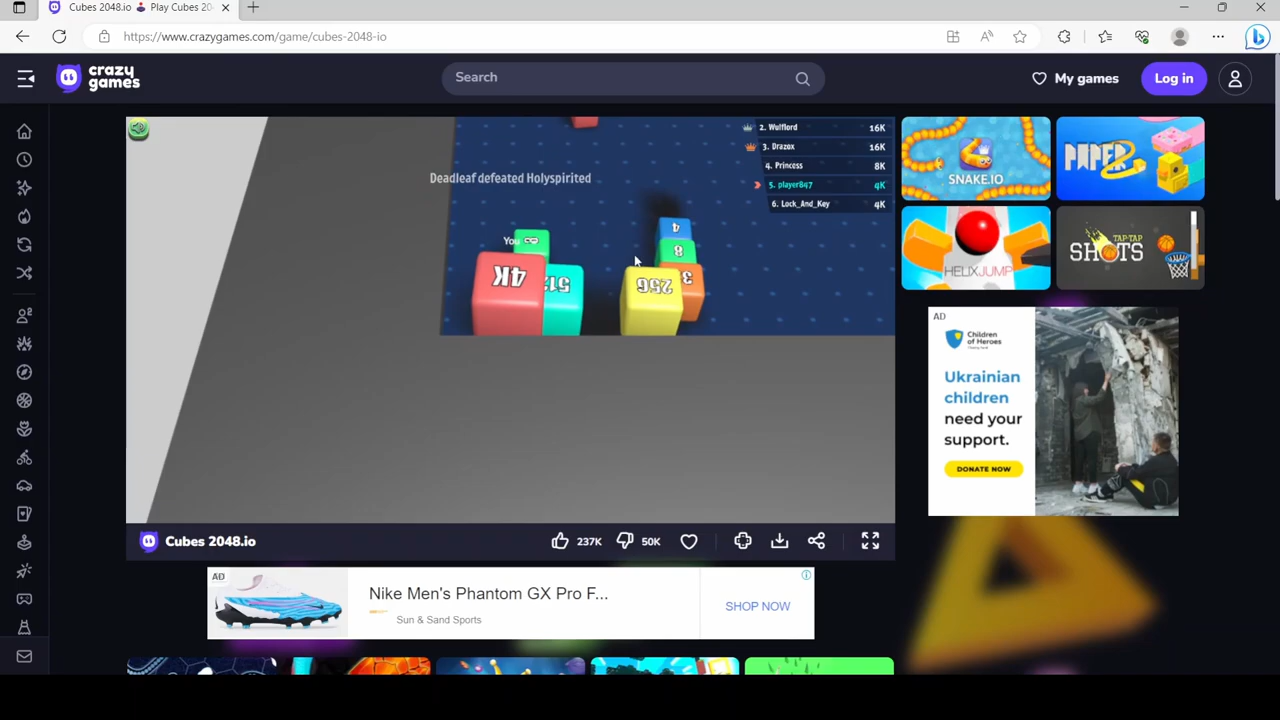 Cubes 2048.io
Play Cubes 20
https://www.crazygames.com/game/cubes-2048-io
crazy
games
Search
My games
Log in
2. Wulflord 16K
3. Drazox 16K
4. Princess 8K
5. player847 4K
6. Lock_And_Key 4K
Deadleaf defeated Holyspirited
You
4K
512
256
8
4
SNAKE.IO
PAPER
HELIX JUMP
TAP-TAP
SHOTS
AD
Children
of Heroes
Ukrainian
children
need your
support.
DONATE NOW
Cubes 2048.io
237K
50K
AD
Nike Men's Phantom GX Pro F...
Sun & Sand Sports
SHOP NOW